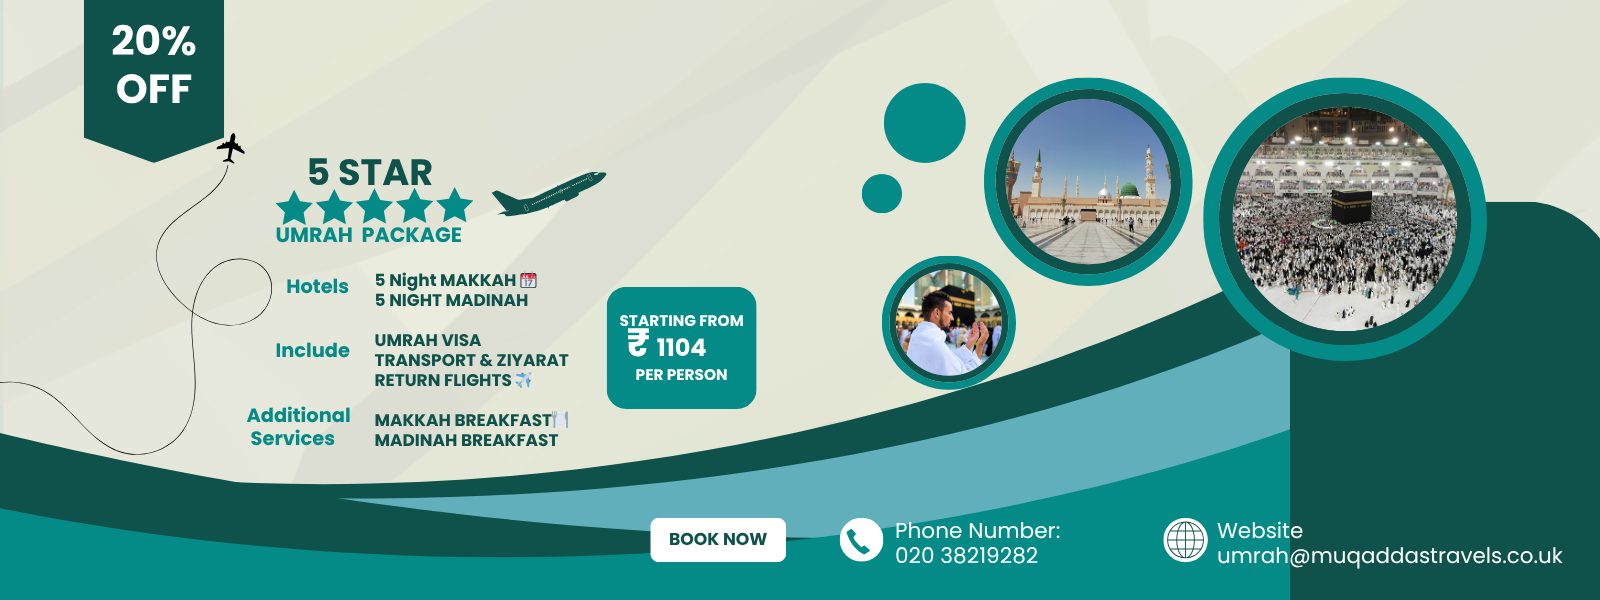 20%
OFF
5 STAR
UMRAH PACKAGE
Hotels
5 Night MAKKAH
5 NIGHT MADINAH
Include
UMRAH VISA
TRANSPORT & ZIYARAT
RETURN FLIGHTS
Additional
Services
MAKKAH BREAKFAST
MADINAH BREAKFAST
STARTING FROM
₹ 1104
PER PERSON
BOOK NOW
Phone Number:
020 38219282
Website
umrah@muqaddastravels.co.uk